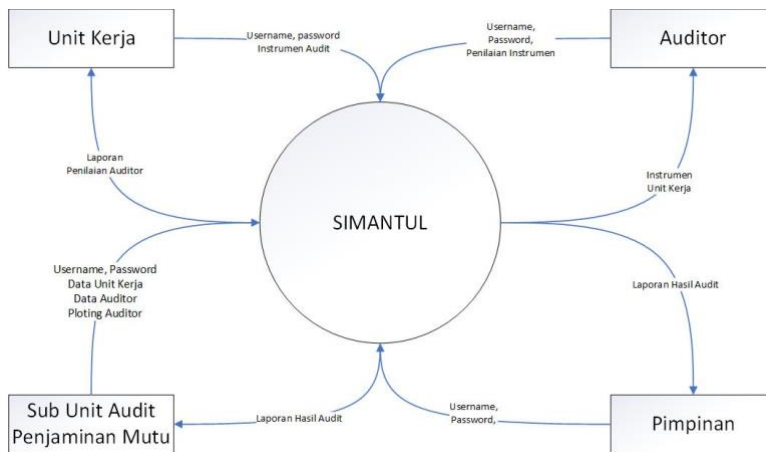 Unit Kerja
Username, password
Instrumen Audit
Username,
Password,
Penilaian Instrumen
Auditor
Laporan
Penilaian Auditor
Instrumen
Unit Kerja
SIMANTUL
Username, Password
Data Unit Kerja
Data Auditor
Ploting Auditor
Laporan Hasil Audit
Sub Unit Audit
Penjaminan Mutu
Laporan Hasil Audit
Username,
Password,
Pimpinan